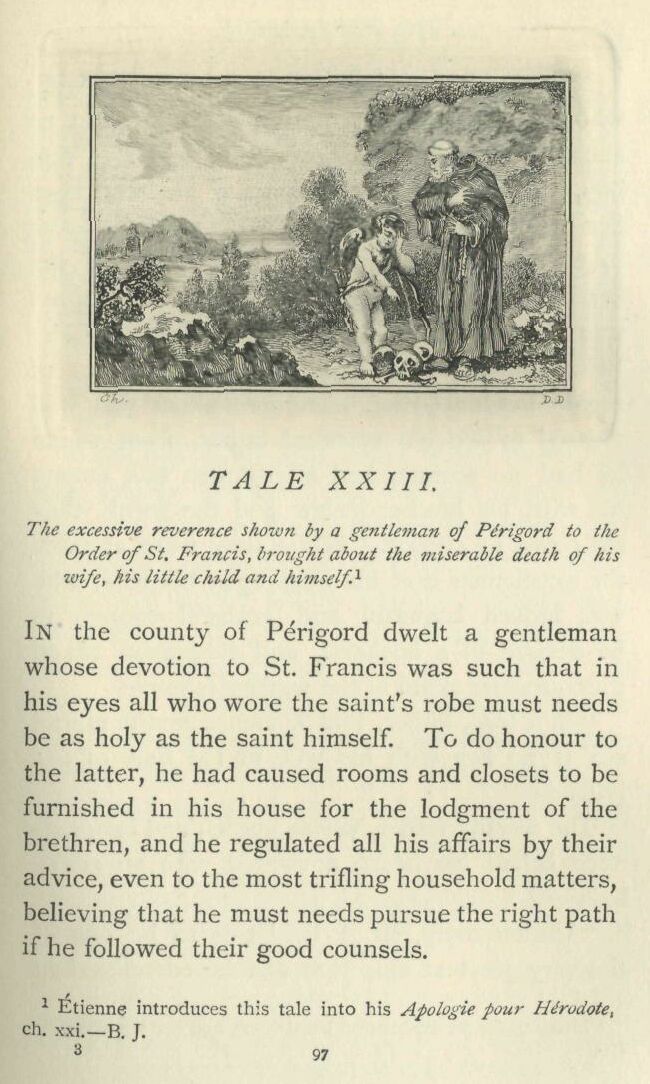 Ch.
D.D
TALE XXIII.
The excessive reverence shown by a gentleman of Périgord to the
Order of St. Francis, brought about the miserable death of his
wife, his little child and himself.¹
IN the county of Périgord dwelt a gentleman
whose devotion to St. Francis was such that in
his eyes all who wore the saint's robe must needs
be as holy as the saint himself. To do honour to
the latter, he had caused rooms and closets to be
furnished in his house for the lodgment of the
brethren, and he regulated all his affairs by their
advice, even to the most trifling household matters,
believing that he must needs pursue the right path
if he followed their good counsels.
¹ Étienne introduces this tale into his Apologie pour Hérodote,
ch. xxi.—B. J.
3
97